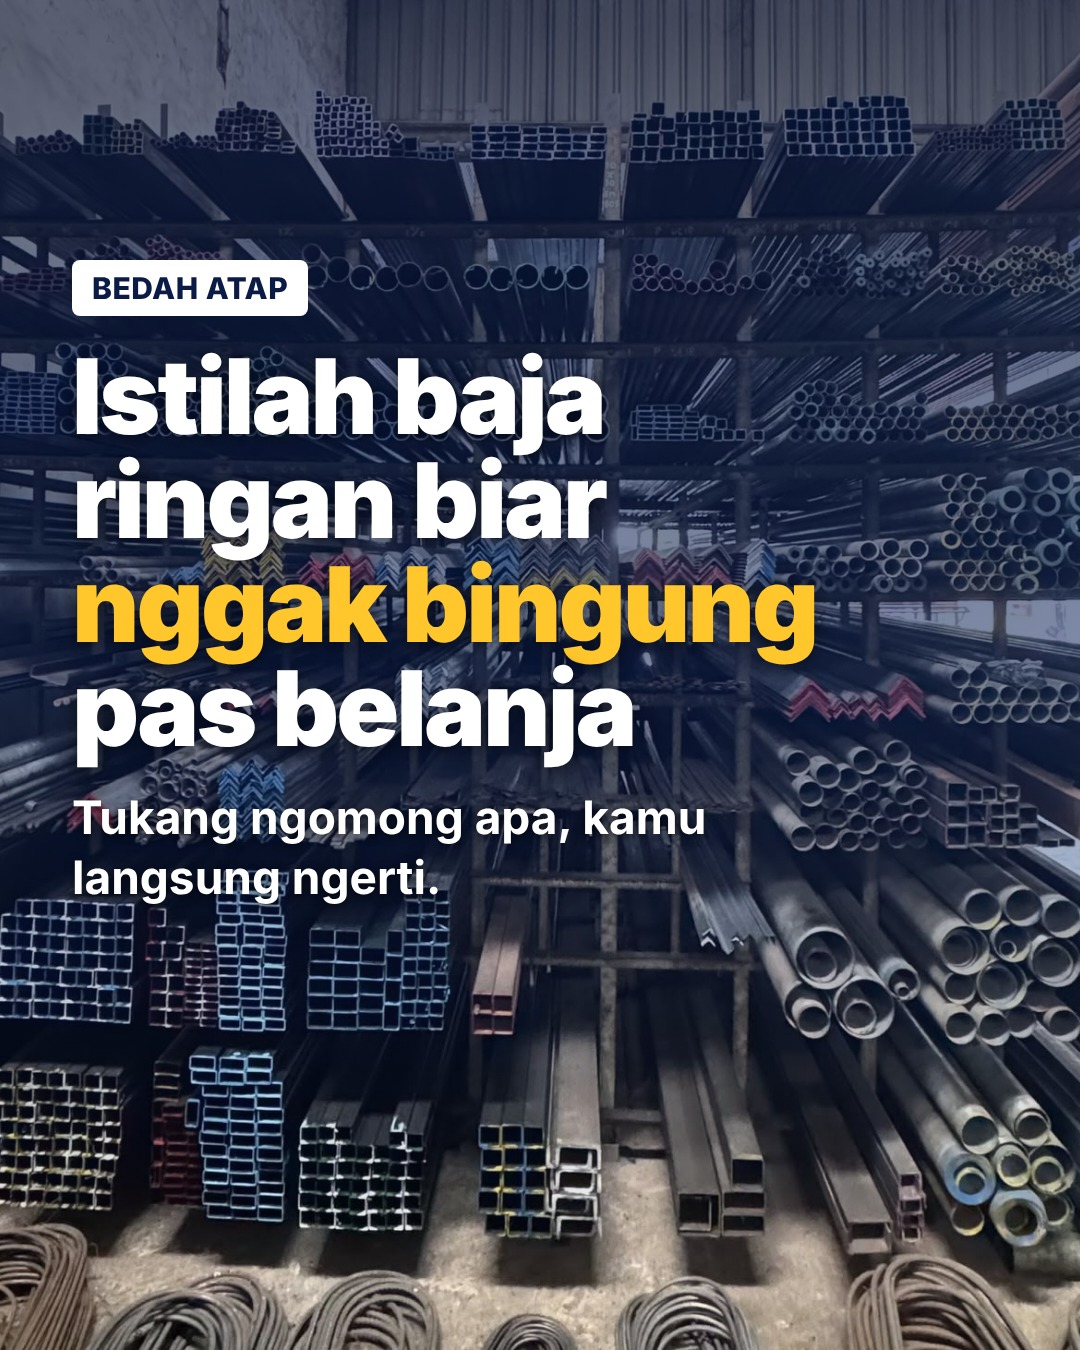 BEDAH ATAP
Istilah baja
ringan biar
nggak bingung
pas belanja
Tukang ngomong apa, kamu
langsung ngerti.